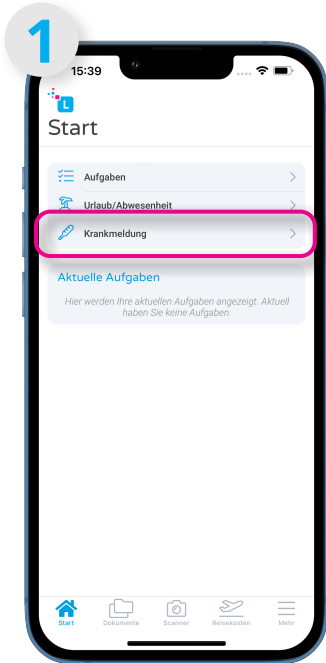 1
15:39
L
Start
Aufgaben
Urlaub/Abwesenheit
Krankmeldung
Aktuelle Aufgaben
Hier werden Ihre aktuellen Aufgaben angezeigt. Aktuell
haben Sie keine Aufgaben.
Start Dokumente Scanner Reisekosten Mehr